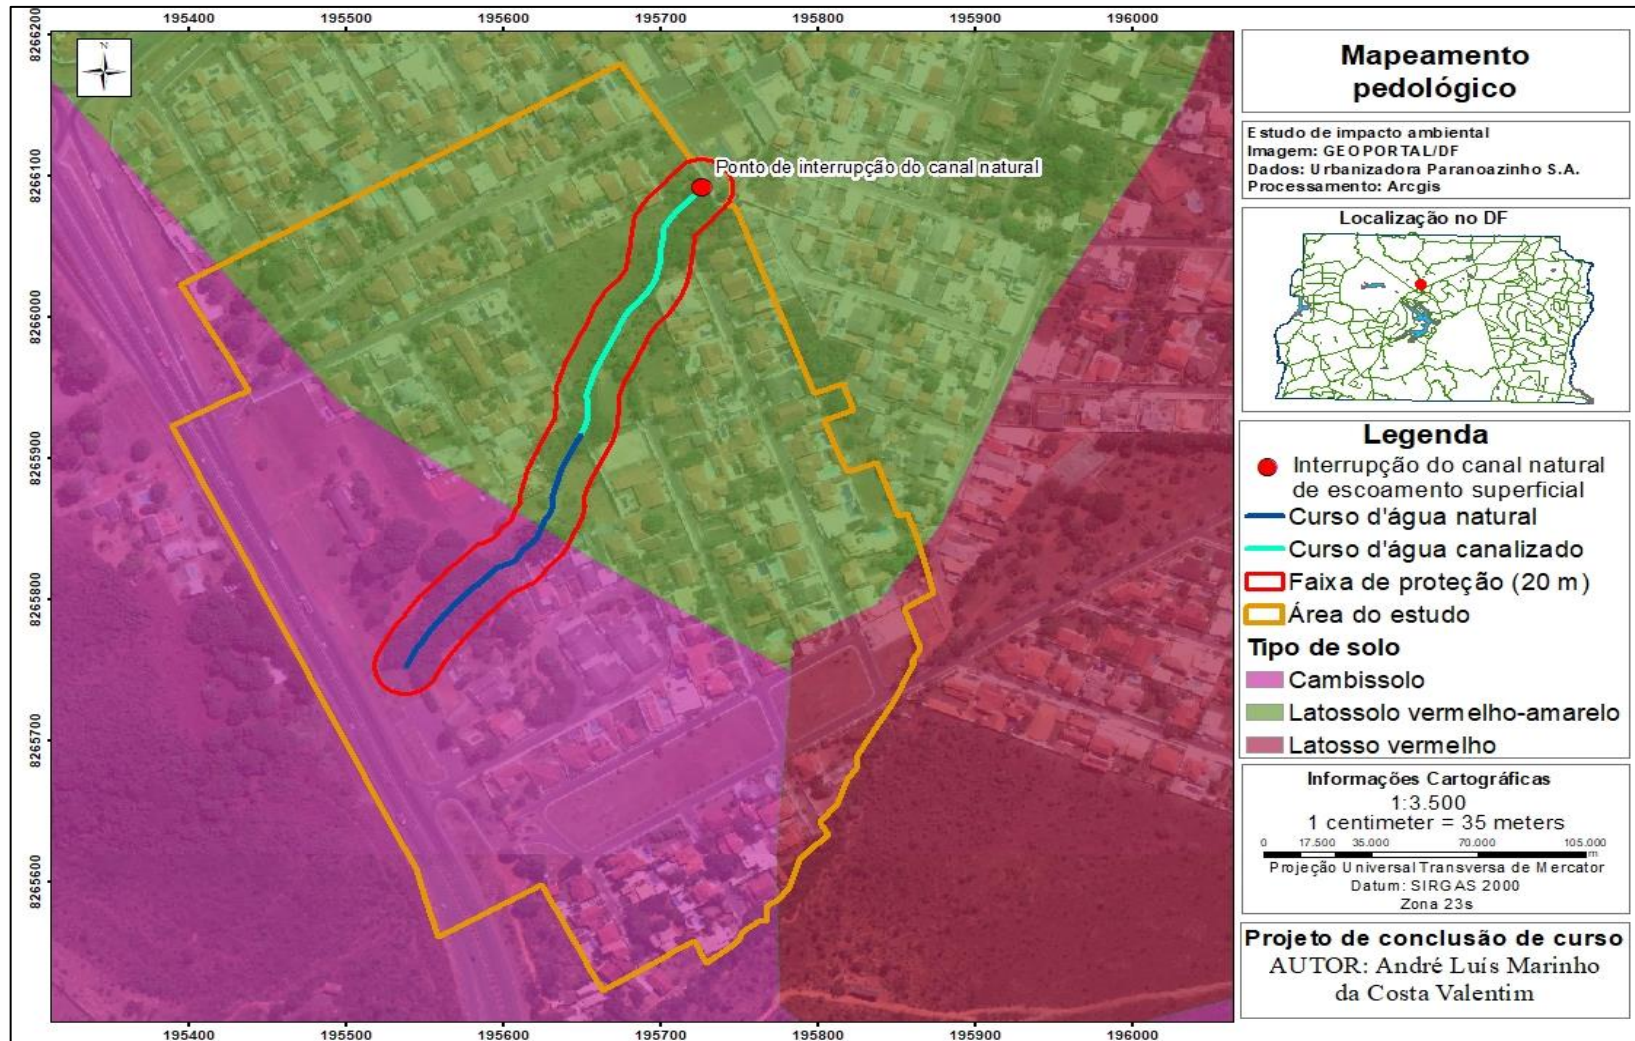 195400 195500 195600 195700 195800 195900 196000
8266200
8266100
8266000
8265900
8265800
8265700
8265600
N
Ponto de interrupção do canal natural
195400 195500 195600 195700 195800 195900 196000
Mapeamento
pedológico
Estudo de impacto ambiental
Imagem: GEOPORTAL/DF
Dados: Urbanizadora Paranoazinho S.A.
Processamento: Arcgis
Localização no DF
Legenda
Interrupção do canal natural
de escoamento superficial
Curso d'água natural
Curso d'água canalizado
Faixa de proteção (20 m)
Área do estudo
Tipo de solo
Cambissolo
Latossolo vermelho-amarelo
Latosso vermelho
Informações Cartográficas
1:3.500
1 centimeter = 35 meters
0 17.500 35.000 70.000 105.000
m
Projeção Universal Transversa de Mercator
Datum: SIRGAS 2000
Zona 23s
Projeto de conclusão de curso
AUTOR: André Luís Marinho
da Costa Valentim